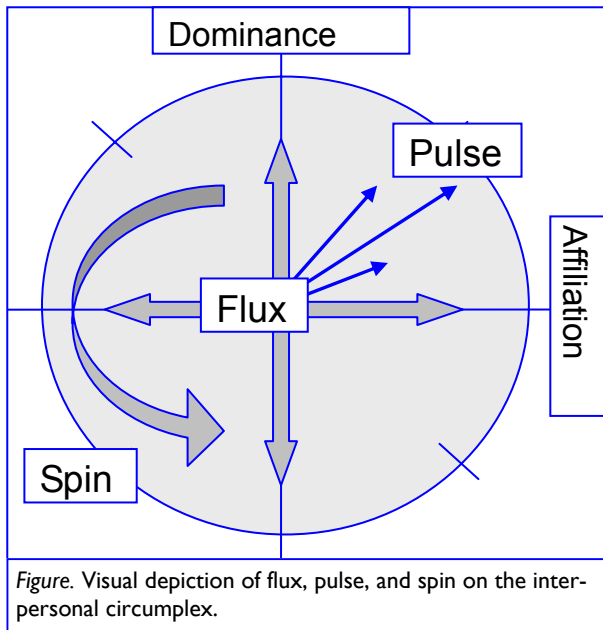 Dominance
Pulse
Affiliation
Flux
Spin
Figure. Visual depiction of flux, pulse, and spin on the inter-
personal circumplex.